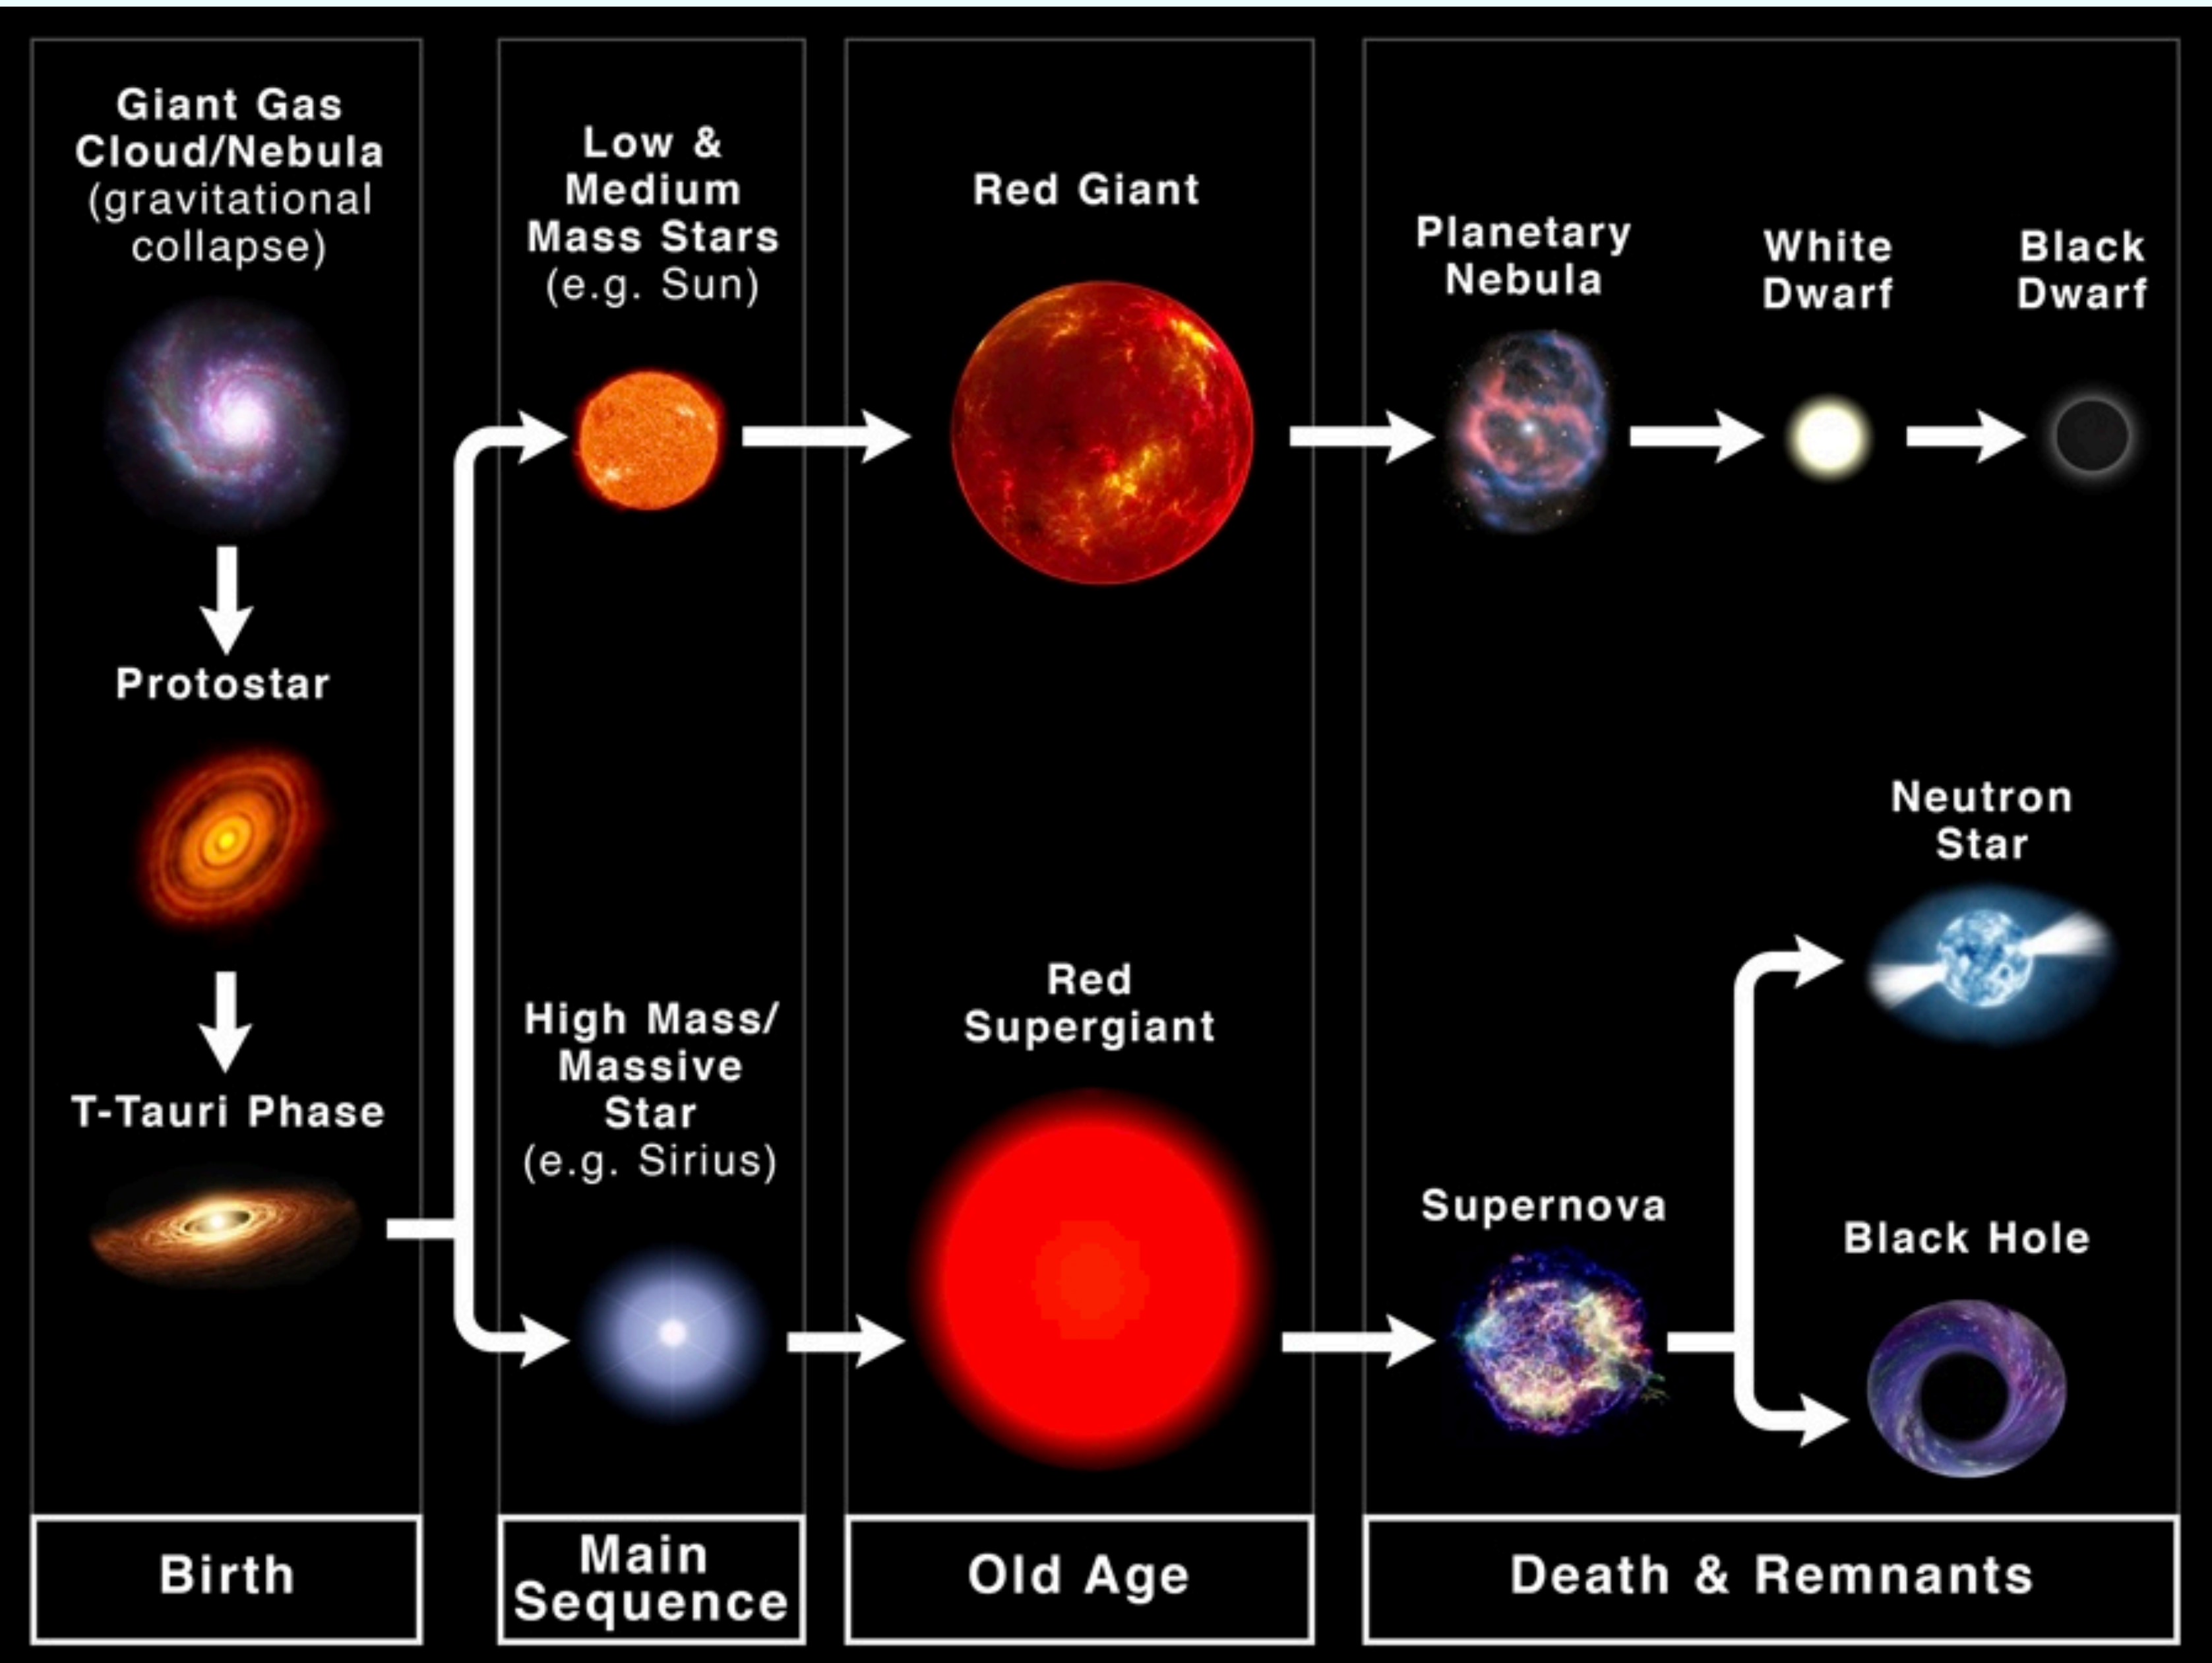 Giant Gas
Cloud/Nebula
(gravitational
collapse)
Protostar
T-Tauri Phase
Low &
Medium
Mass Stars
(e.g. Sun)
High Mass/
Massive
Star
(e.g. Sirius)
Red Giant
Red
Supergiant
Planetary
Nebula
White
Dwarf
Black
Dwarf
Supernova
Neutron
Star
Black Hole
Birth
Main
Sequence
Old Age
Death & Remnants